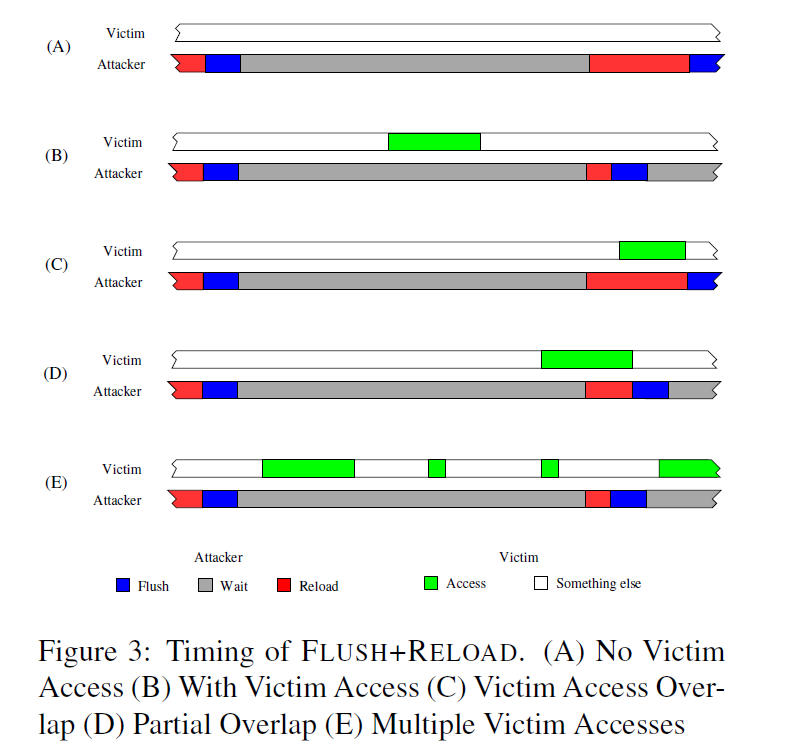 Victim
(A)
Attacker
Victim
(B)
Attacker
Victim
(C)
Attacker
Victim
(D)
Attacker
Victim
(E)
Attacker
Attacker Victim
Flush Wait Reload Access Something else
Figure 3: Timing of FLUSH+RELOAD. (A) No Victim
Access (B) With Victim Access (C) Victim Access Over-
lap (D) Partial Overlap (E) Multiple Victim Accesses